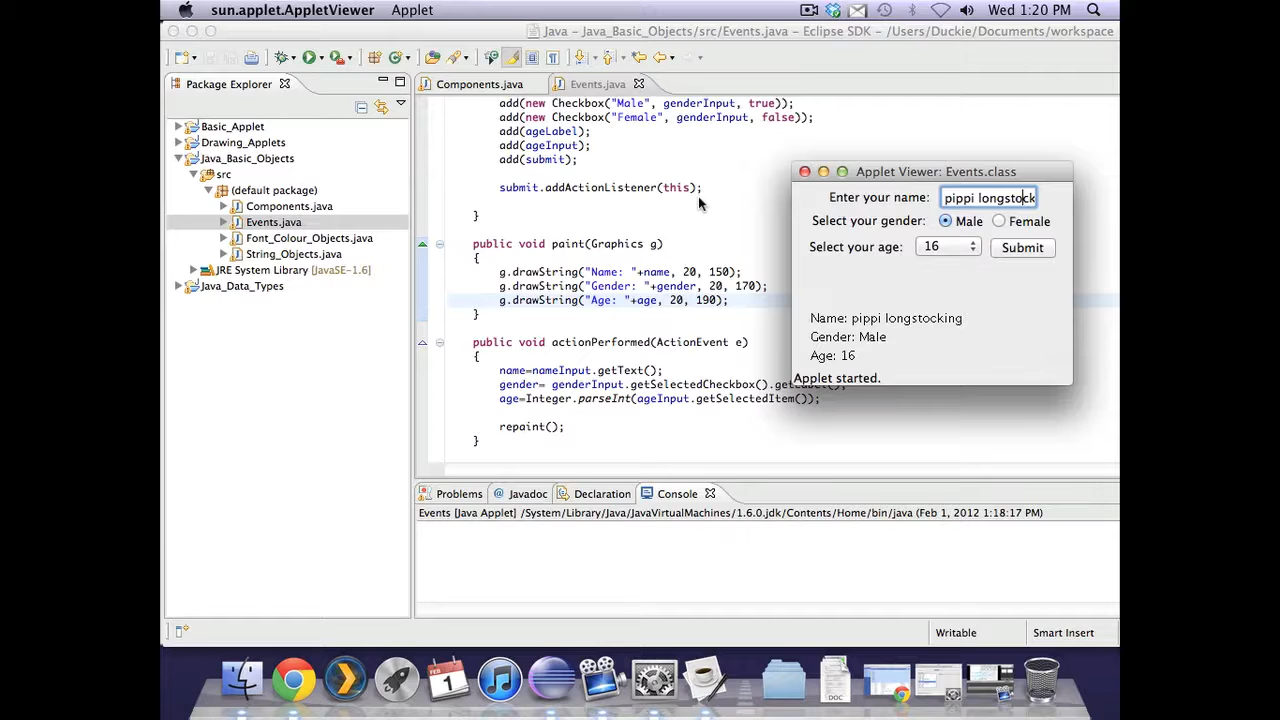 sun.applet.AppletViewer Applet Wed 1:20 PM
Java – Java_Basic_Objects/src/Events.java – Eclipse SDK – /Users/Duckie/Documents/workspace
Package Explorer
Basic_Applet
Drawing_Applets
Java_Basic_Objects
src
(default package)
Components.java
Events.java
Font_Colour_Objects.java
String_Objects.java
JRE System Library [JavaSE-1.6]
Java_Data_Types
Components.java Events.java
add(new Checkbox("Male", genderInput, true));
add(new Checkbox("Female", genderInput, false));
add(ageLabel);
add(ageInput);
add(submit);
submit.addActionListener(this);
}
public void paint(Graphics g)
{
g.drawString("Name: "+name, 20, 150);
g.drawString("Gender: "+gender, 20, 170);
g.drawString("Age: "+age, 20, 190);
}
public void actionPerformed(ActionEvent e)
{
name=nameInput.getText();
gender= genderInput.getSelectedCheckbox().getLabel();
age=Integer.parseInt(ageInput.getSelectedItem());
repaint();
}
Applet Viewer: Events.class
Enter your name: pippi longstock
Select your gender: Male Female
Select your age: 16 Submit
Name: pippi longstocking
Gender: Male
Age: 16
Applet started.
Problems Javadoc Declaration Console
Events [Java Applet] /System/Library/Java/JavaVirtualMachines/1.6.0.jdk/Contents/Home/bin/java (Feb 1, 2012 1:18:17 PM)
Writable Smart Insert
1
DOC